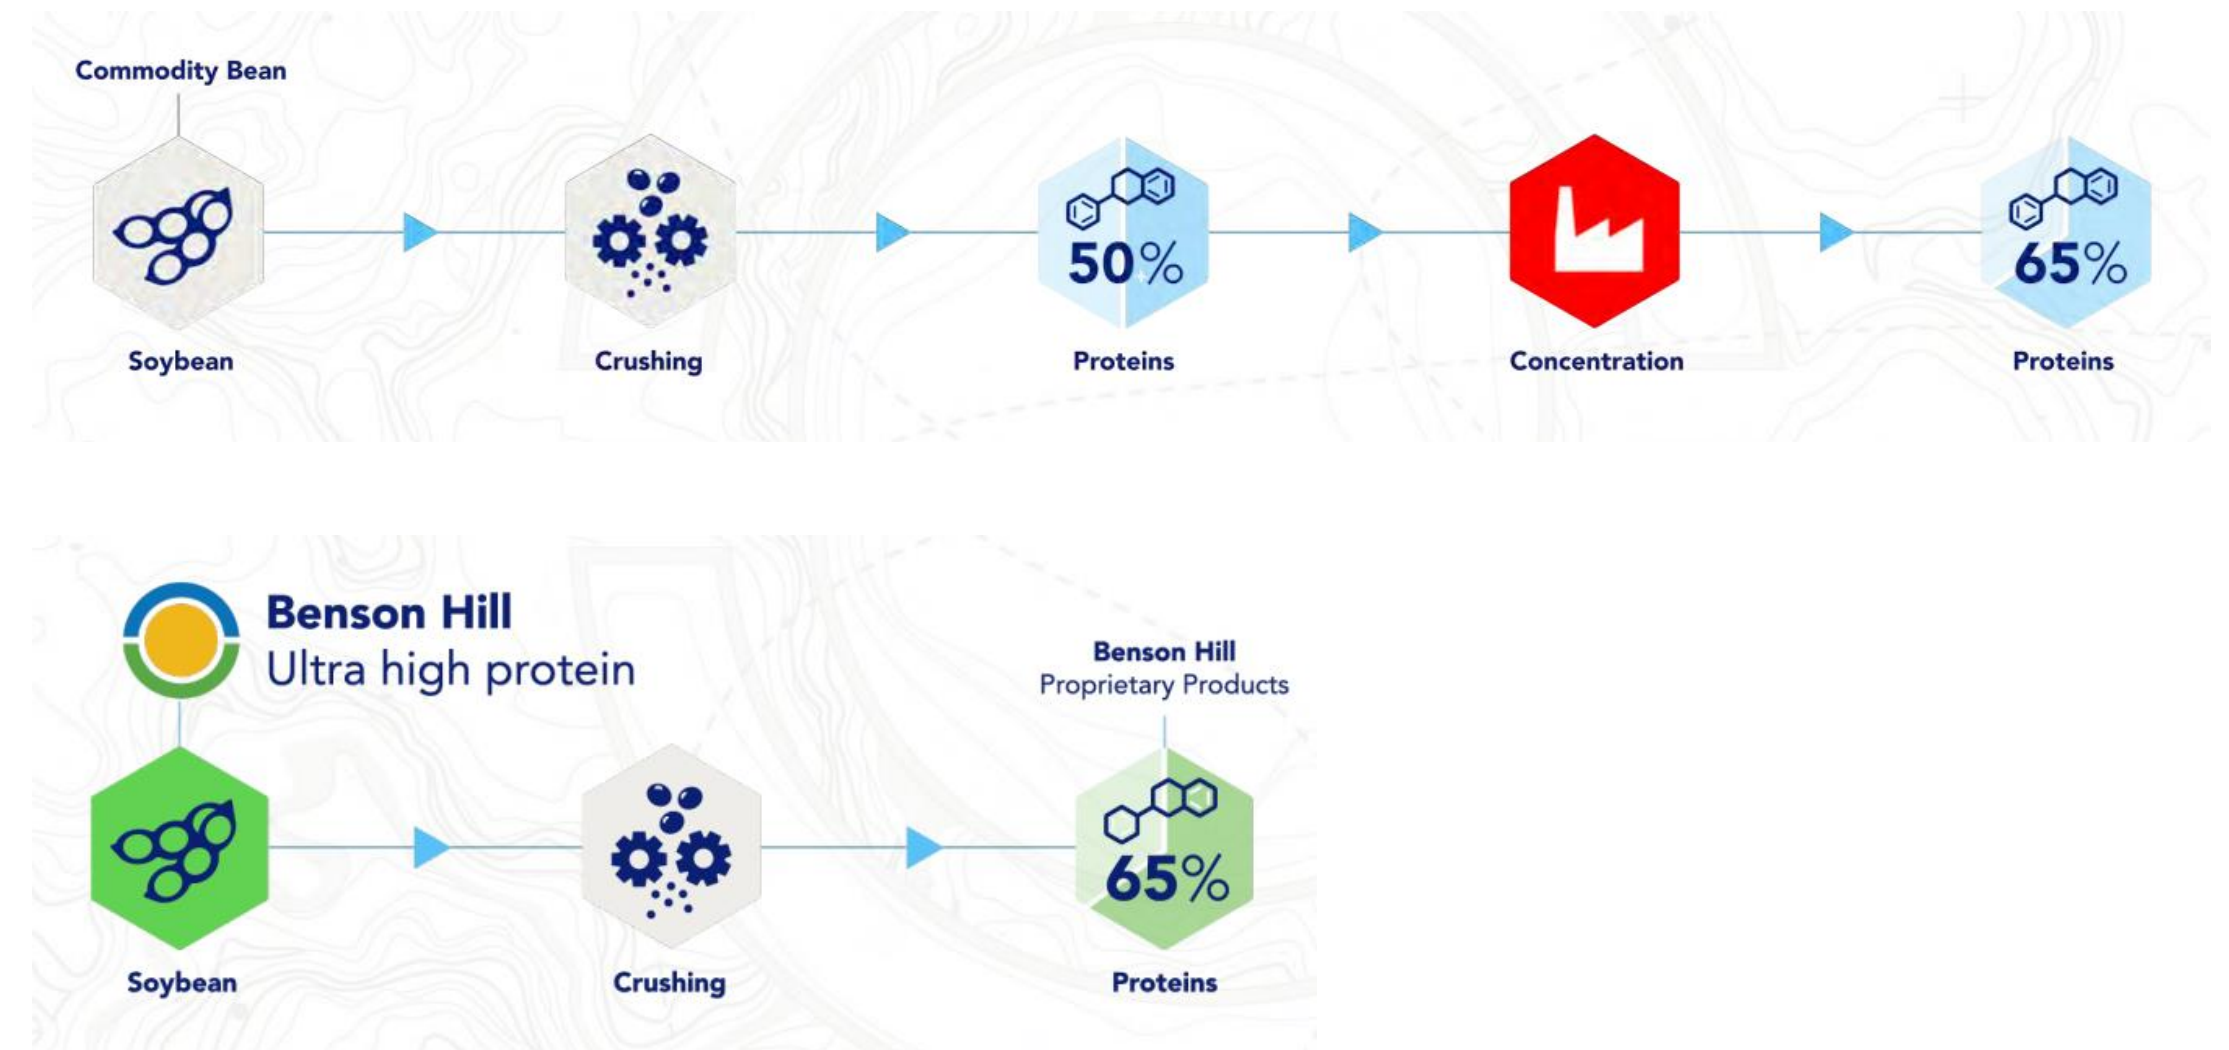 Commodity Bean
50%
65%
Soybean
Crushing
Proteins
Concentration
Proteins
Benson Hill
Ultra high protein
Benson Hill
Proprietary Products
65%
Soybean
Crushing
Proteins